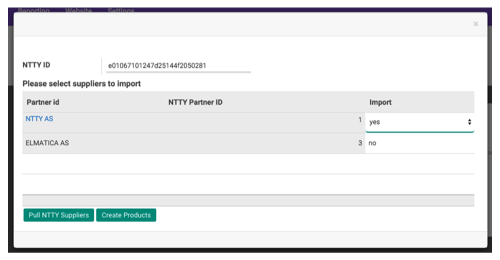 Reporting Website Settings
×
NTTY ID e01067101247d25144f2050281
Please select suppliers to import
Partner id NTTY Partner ID Import
NTTY AS 1 yes
ELMATICA AS 3 no
Pull NTTY Suppliers Create Products